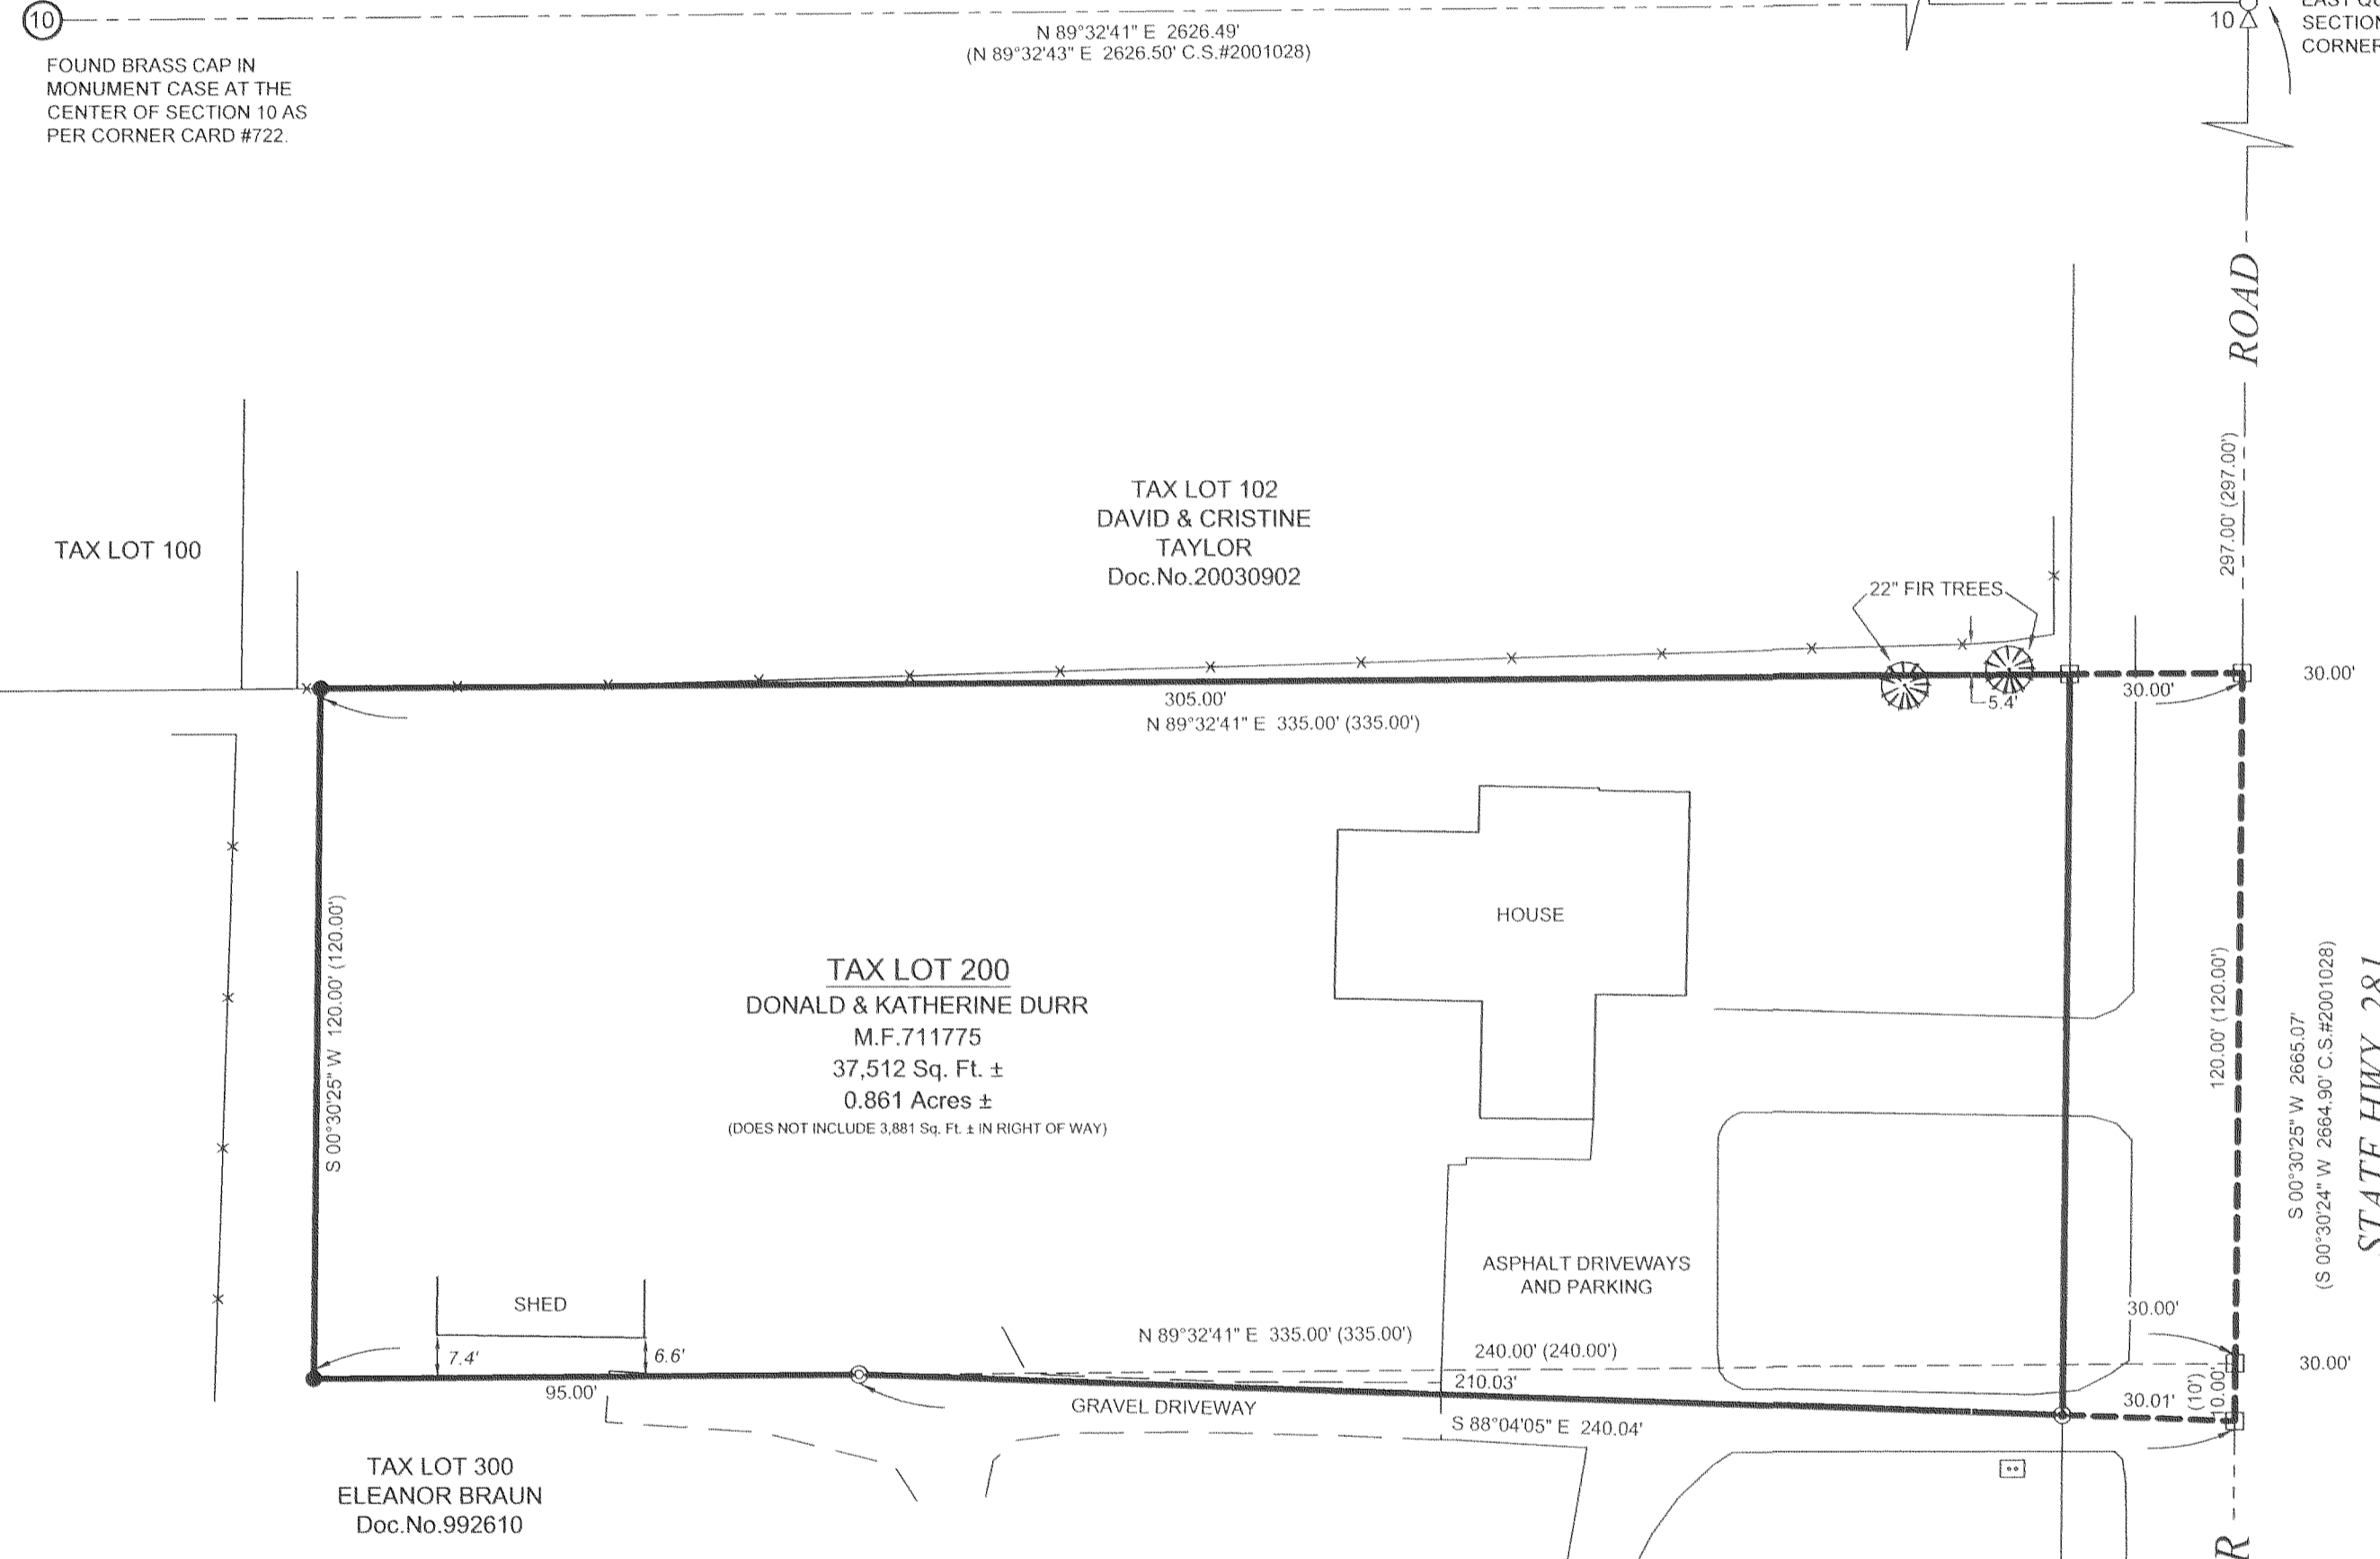 10
N 89°32'41" E 2626.49'
(N 89°32'43" E 2626.50' C.S.#2001028)
10
SECTION
CORNER
FOUND BRASS CAP IN
MONUMENT CASE AT THE
CENTER OF SECTION 10 AS
PER CORNER CARD #722.
ROAD
297.00' (297.00')
TAX LOT 100
TAX LOT 102
DAVID & CRISTINE
TAYLOR
Doc.No.20030902
22" FIR TREES
305.00'
N 89°32'41" E 335.00' (335.00')
5.4'
30.00'
30.00'
S 00°30'25" W 120.00' (120.00')
HOUSE
TAX LOT 200
DONALD & KATHERINE DURR
M.F.711775
37,512 Sq. Ft. ±
0.861 Acres ±
(DOES NOT INCLUDE 3,881 Sq. Ft. ± IN RIGHT OF WAY)
120.00' (120.00')
S 00°30'25" W 2665.07'
(S 00°30'24" W 2664.90' C.S.#2001028)
STATE HWY 281
ASPHALT DRIVEWAYS
AND PARKING
SHED
7.4'
6.6'
95.00'
N 89°32'41" E 335.00' (335.00')
240.00' (240.00')
210.03'
GRAVEL DRIVEWAY
S 88°04'05" E 240.04'
30.00'
30.00'
30.01'
(10')
10.00'
TAX LOT 300
ELEANOR BRAUN
Doc.No.992610
R